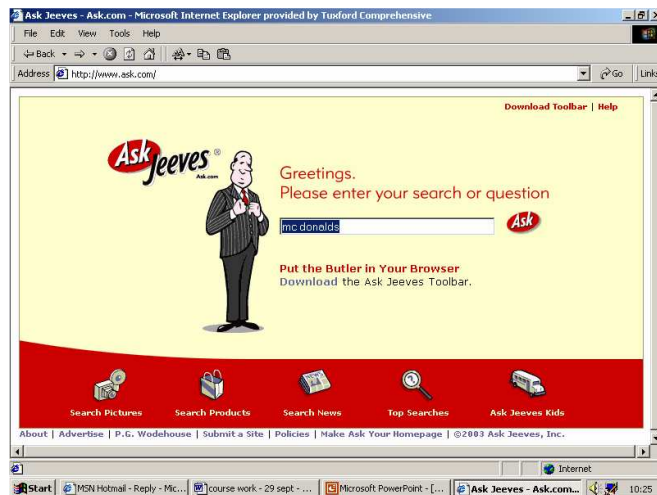 Ask Jeeves - Ask.com - Microsoft Internet Explorer provided by Tuxford Comprehensive
File Edit View Tools Help
Back
Address http://www.ask.com/ Go Links
Download Toolbar | Help
Ask Jeeves ®
Ask.com
Greetings.
Please enter your search or question
mc donalds Ask
Put the Butler in Your Browser
Download the Ask Jeeves Toolbar.
NEWS
Search Pictures Search Products Search News Top Searches Ask Jeeves Kids
About | Advertise | P.G. Wodehouse | Submit a Site | Policies | Make Ask Your Homepage | ©2003 Ask Jeeves, Inc.
Internet
Start MSN Hotmail - Reply - Mic... course work - 29 sept - ... Microsoft PowerPoint - [... Ask Jeeves - Ask.com... 10:25